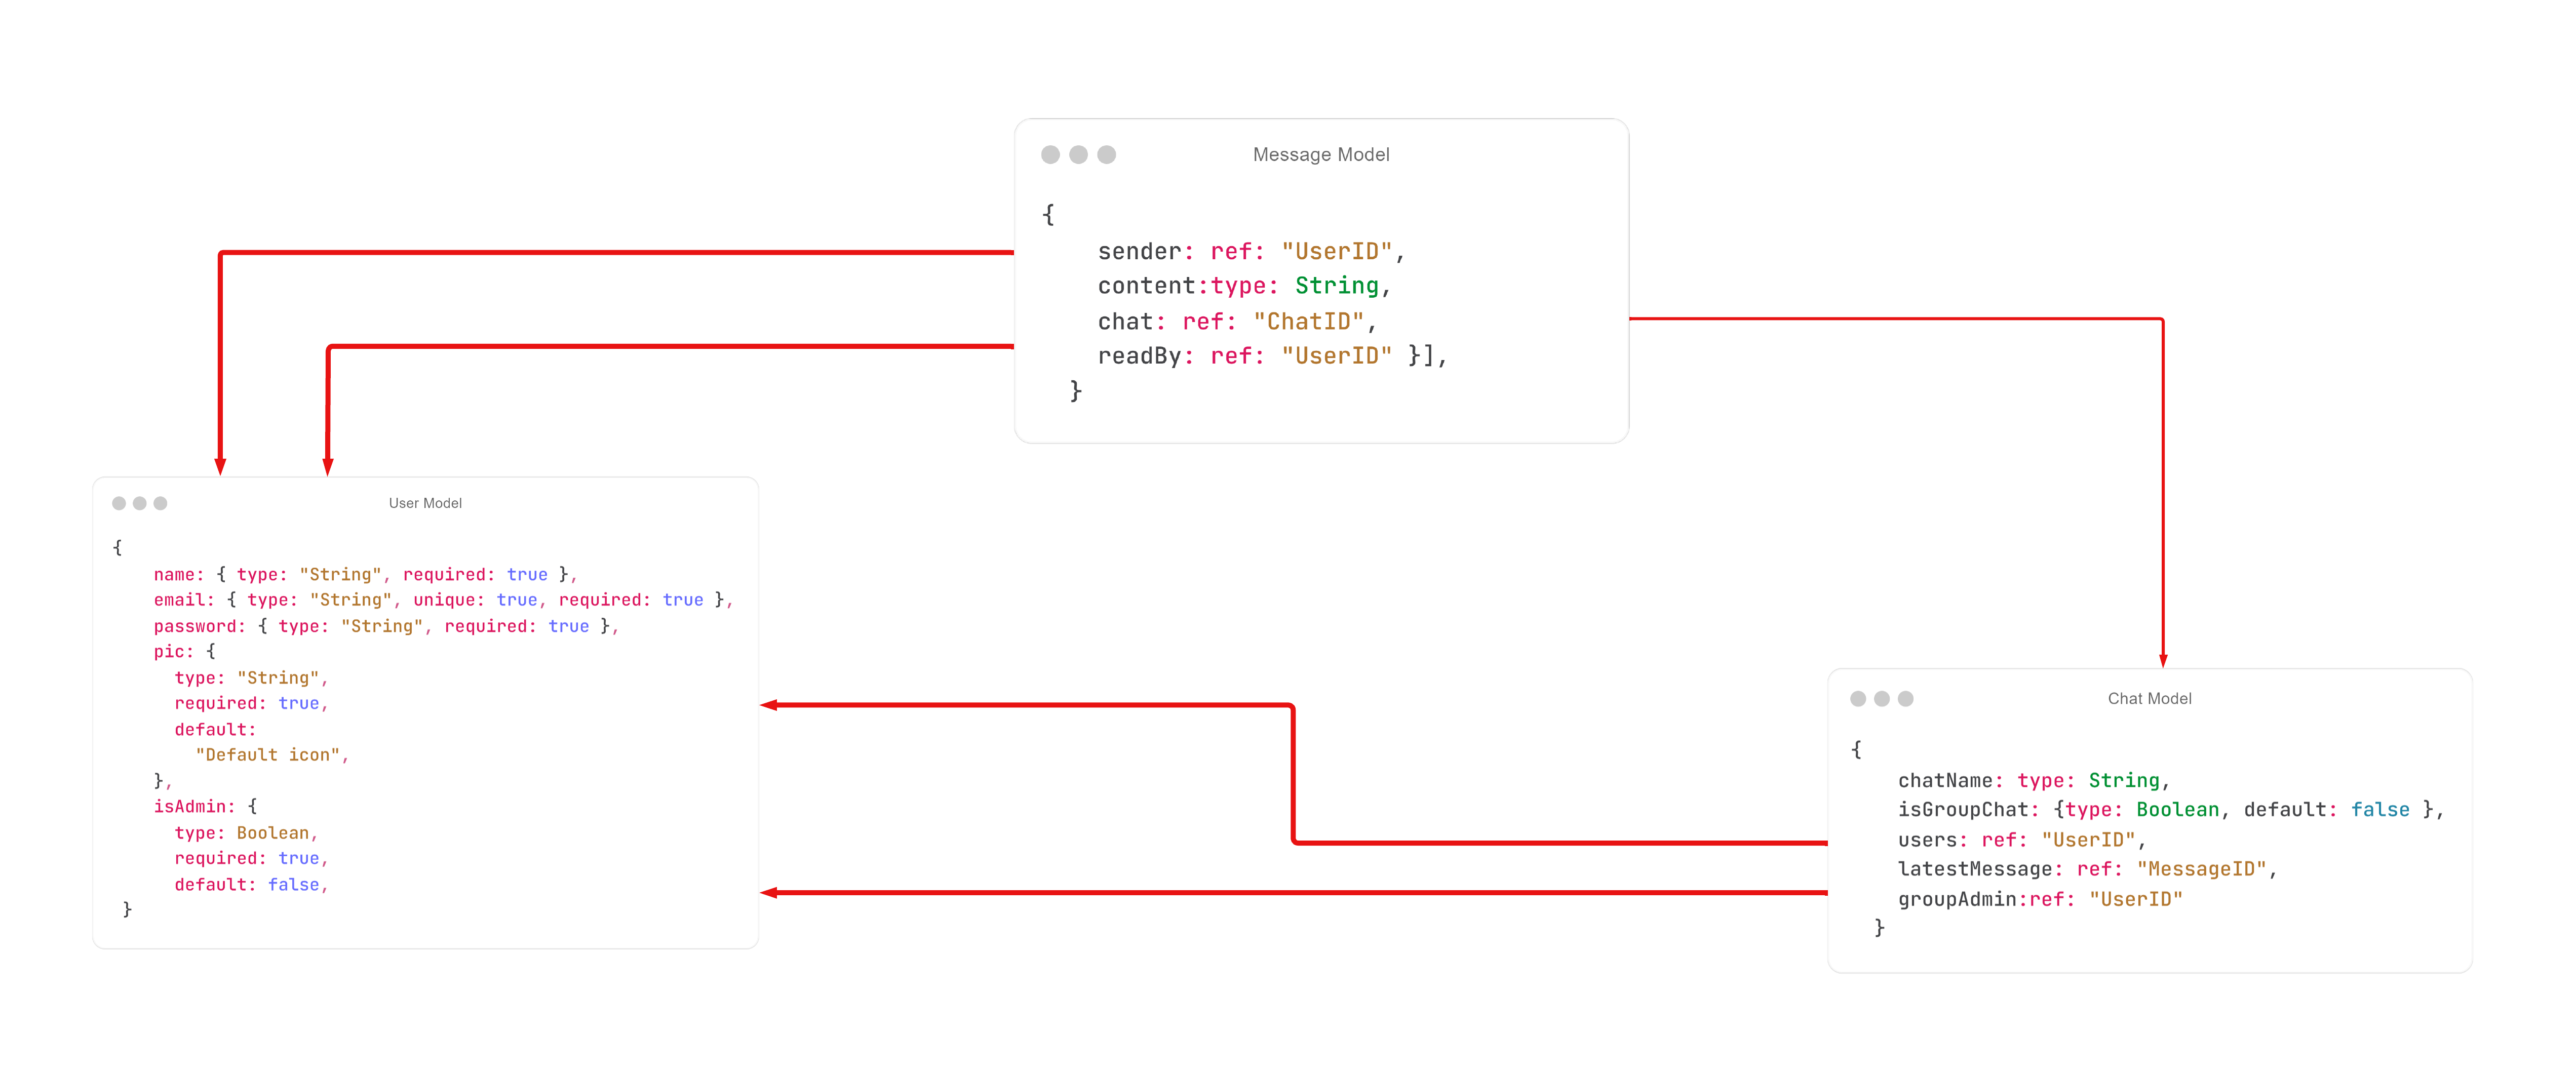 Message Model
{
    sender: ref: "UserID",
    content:type: String,
    chat: ref: "ChatID",
    readBy: ref: "UserID" }],
  }
User Model
{
    name: { type: "String", required: true },
    email: { type: "String", unique: true, required: true },
    password: { type: "String", required: true },
    pic: {
      type: "String",
      required: true,
      default:
        "Default icon",
    },
    isAdmin: {
      type: Boolean,
      required: true,
      default: false,
 }
Chat Model
{
    chatName: type: String,
    isGroupChat: {type: Boolean, default: false },
    users: ref: "UserID",
    latestMessage: ref: "MessageID",
    groupAdmin:ref: "UserID"
  }